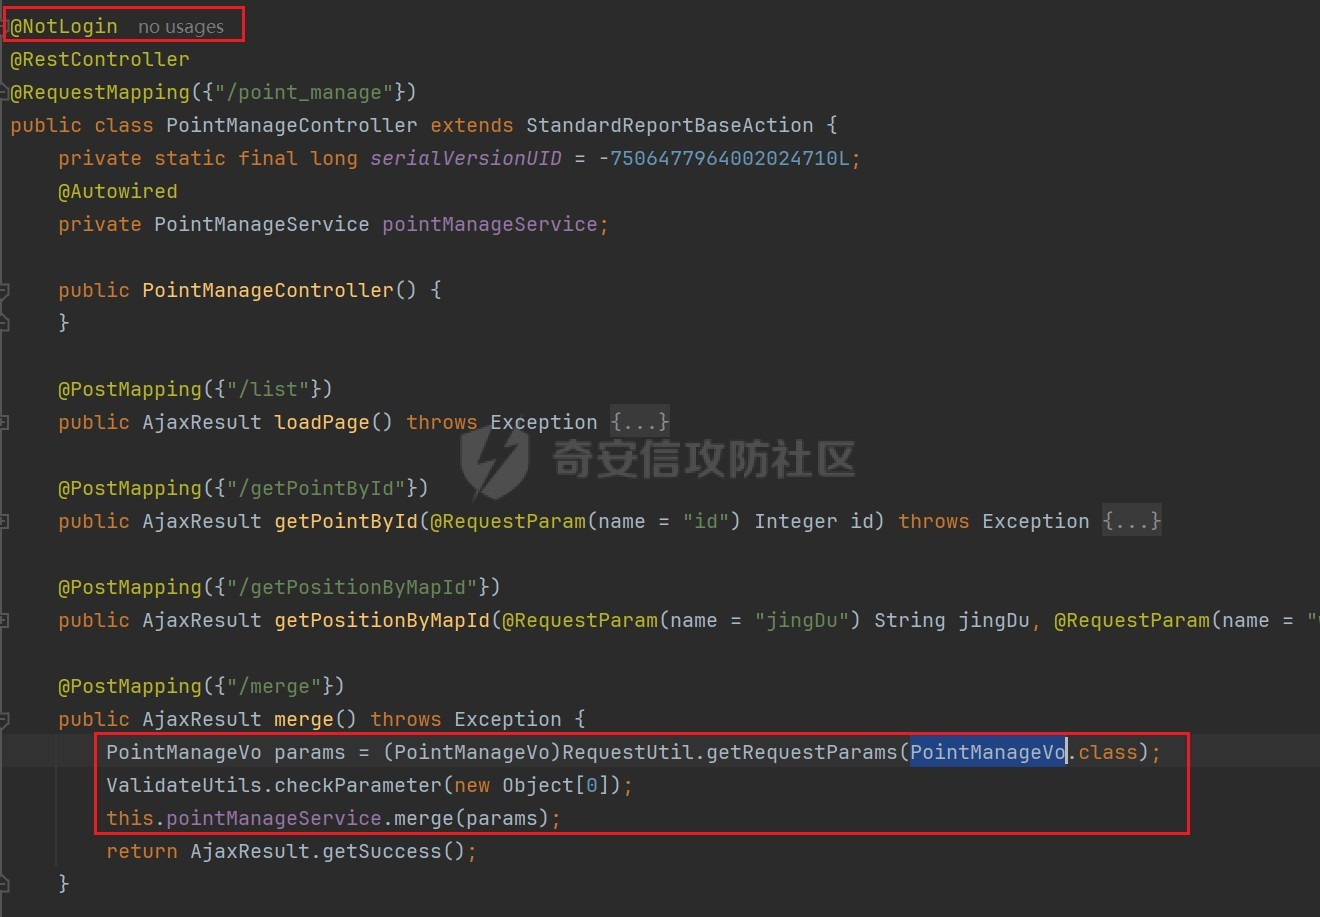 @NotLogin no usages
@RestController
@RequestMapping({"/point_manage"})
public class PointManageController extends StandardReportBaseAction {
private static final long serialVersionUID = -7506477964002024710L;
@Autowired
private PointManageService pointManageService;
public PointManageController() {
}
@PostMapping({"/list"})
public AjaxResult loadPage() throws Exception {...}
奇安信攻防社区
@PostMapping({"/getPointById"})
public AjaxResult getPointById(@RequestParam(name = "id") Integer id) throws Exception {...}
@PostMapping({"/getPositionByMapId"})
public AjaxResult getPositionByMapId(@RequestParam(name = "jingDu") String jingDu, @RequestParam(name = "
@PostMapping({"/merge"})
public AjaxResult merge() throws Exception {
PointManageVo params = (PointManageVo)RequestUtil.getRequestParams(PointManageVo.class);
ValidateUtils.checkParameter(new Object[0]);
this.pointManageService.merge(params);
return AjaxResult.getSuccess();
}